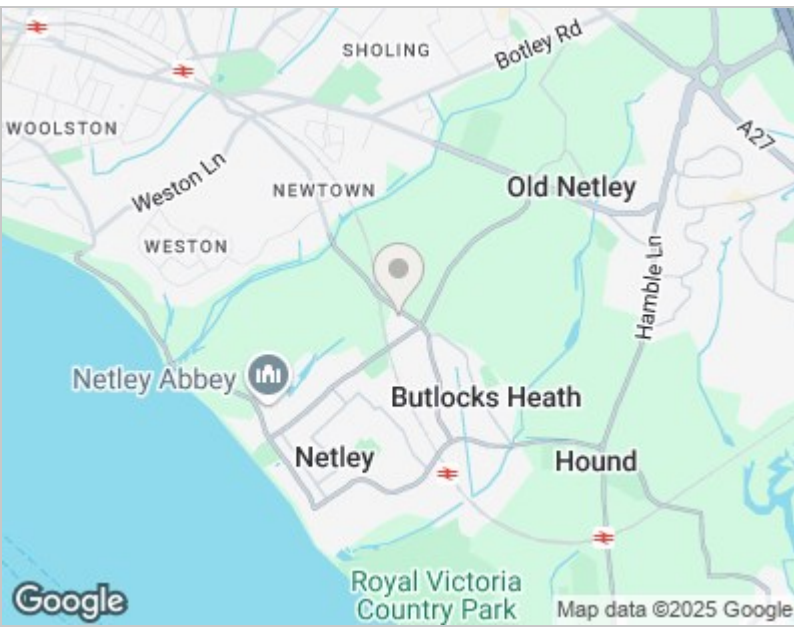 SHOLING
Botley Rd
WOOLSTON
A27
Weston Ln
NEWTOWN
Old Netley
WESTON
Hamble Ln
Netley Abbey
Butlocks Heath
Netley
Hound
Royal Victoria
Country Park
Google
Map data ©2025 Google